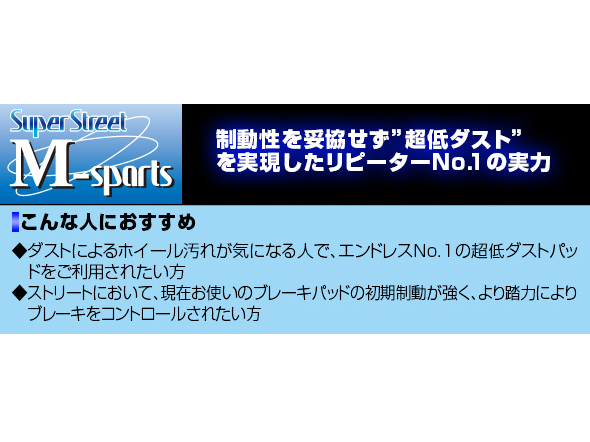 Super Street
M-sports
制動性を妥協せず”超低ダスト”
を実現したリピーターNo.1の実力
こんな人におすすめ
◆ダストによるホイール汚れが気になる人で、エンドレスNo.1の超低ダストパッ
ドをご利用されたい方
◆ストリートにおいて、現在お使いのブレーキパッドの初期制動が強く、より踏力により
ブレーキをコントロールされたい方